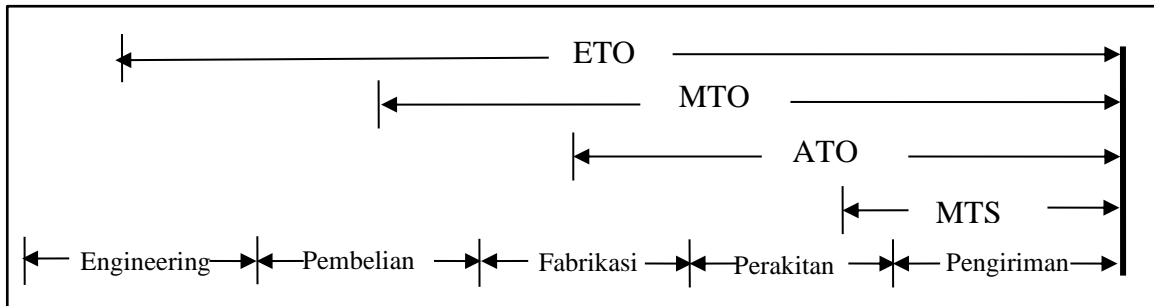 ETO
MTO
ATO
MTS
Engineering Pembelian Fabrikasi Perakitan Pengiriman